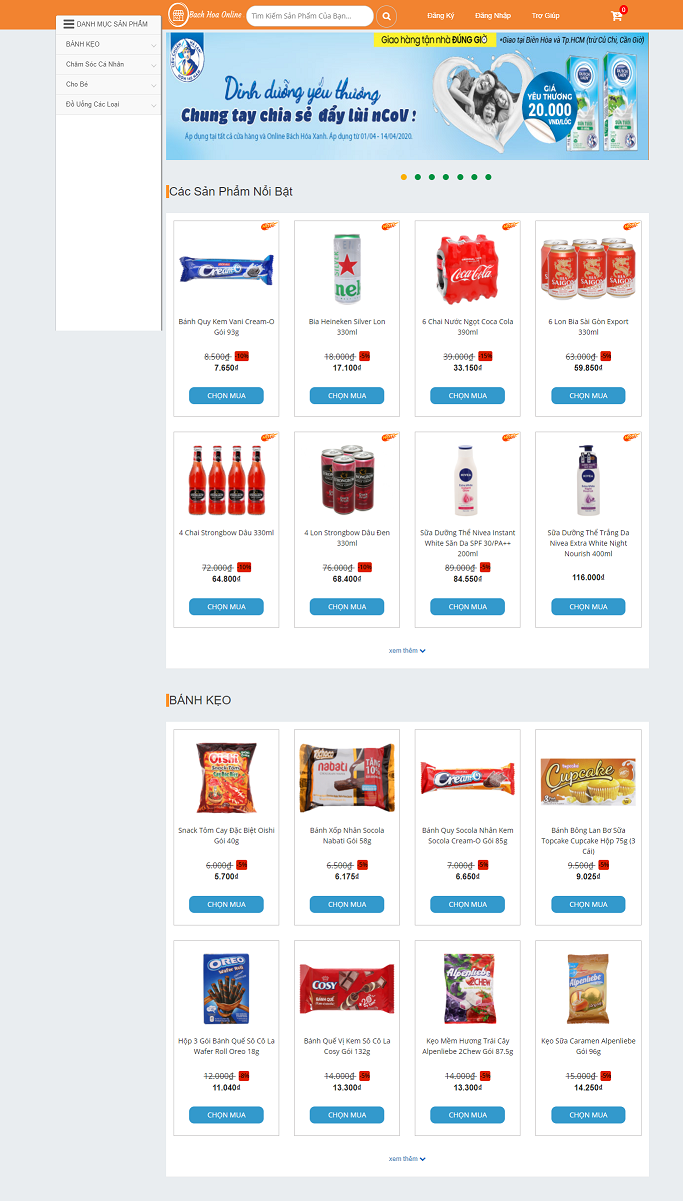 Bach Hoa Online
Tìm Kiếm Sản Phẩm Của Bạn...
Đăng Ký
Đăng Nhập
Trợ Giúp
0
DANH MỤC SẢN PHẨM
BÁNH KẸO
Chăm Sóc Cá Nhân
Cho Bé
Đồ Uống Các Loại
Giao hàng tận nhà ĐÚNG GIỜ
*Giao tại Biên Hòa và Tp.HCM (trừ Củ Chi, Cần Giờ)
Dinh dưỡng yêu thương
Chung tay chia sẻ đẩy lùi nCoV !
Áp dụng tại tất cả cửa hàng và Online Bách Hóa Xanh. Áp dụng từ 01/04 - 14/04/2020.
GIÁ
YÊU THƯƠNG
20.000
VNĐ/LỐC
Các Sản Phẩm Nổi Bật
Bánh Quy Kem Vani Cream-O
Gói 93g
8.500₫ -10%
7.650₫
CHỌN MUA
Bia Heineken Silver Lon
330ml
18.000₫ -5%
17.100₫
CHỌN MUA
6 Chai Nước Ngọt Coca Cola
390ml
39.000₫ -15%
33.150₫
CHỌN MUA
6 Lon Bia Sài Gòn Export
330ml
63.000₫ -5%
59.850₫
CHỌN MUA
4 Chai Strongbow Dâu 330ml
72.000₫ -10%
64.800₫
CHỌN MUA
4 Lon Strongbow Dâu Đen
330ml
76.000₫ -10%
68.400₫
CHỌN MUA
Sữa Dưỡng Thể Nivea Instant
White Săn Da SPF 30/PA++
200ml
89.000₫ -5%
84.550₫
CHỌN MUA
Sữa Dưỡng Thể Trắng Da
Nivea Extra White Night
Nourish 400ml
116.000₫
CHỌN MUA
xem thêm
BÁNH KẸO
Snack Tôm Cay Đặc Biệt Oishi
Gói 40g
6.000₫ -5%
5.700₫
CHỌN MUA
Bánh Xốp Nhân Socola
Nabati Gói 58g
6.500₫ -5%
6.175₫
CHỌN MUA
Bánh Quy Socola Nhân Kem
Socola Cream-O Gói 85g
7.000₫ -5%
6.650₫
CHỌN MUA
Bánh Bông Lan Bơ Sữa
Topcake Cupcake Hộp 75g (3
Cái)
9.500₫ -5%
9.025₫
CHỌN MUA
Hộp 3 Gói Bánh Quế Sô Cô La
Wafer Roll Oreo 18g
12.000₫ -8%
11.040₫
CHỌN MUA
Bánh Quế Vị Kem Sô Cô La
Cosy Gói 132g
14.000₫ -5%
13.300₫
CHỌN MUA
Kẹo Mềm Hương Trái Cây
Alpenliebe 2Chew Gói 87.5g
14.000₫ -5%
13.300₫
CHỌN MUA
Kẹo Sữa Caramen Alpenliebe
Gói 96g
15.000₫ -5%
14.250₫
CHỌN MUA
xem thêm